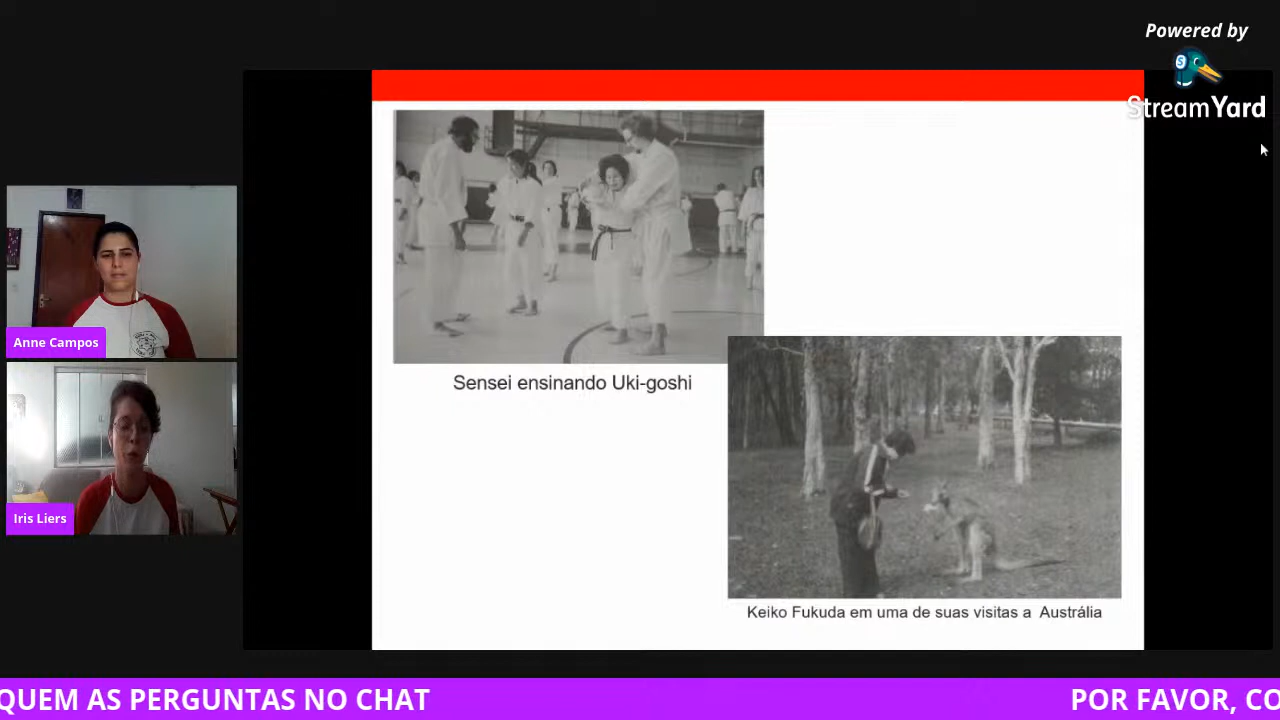 Powered by
StreamYard
Anne Campos
Iris Liers
Sensei ensinando Uki-goshi
Keiko Fukuda em uma de suas visitas a Austrália
QUEM AS PERGUNTAS NO CHAT
POR FAVOR, CO